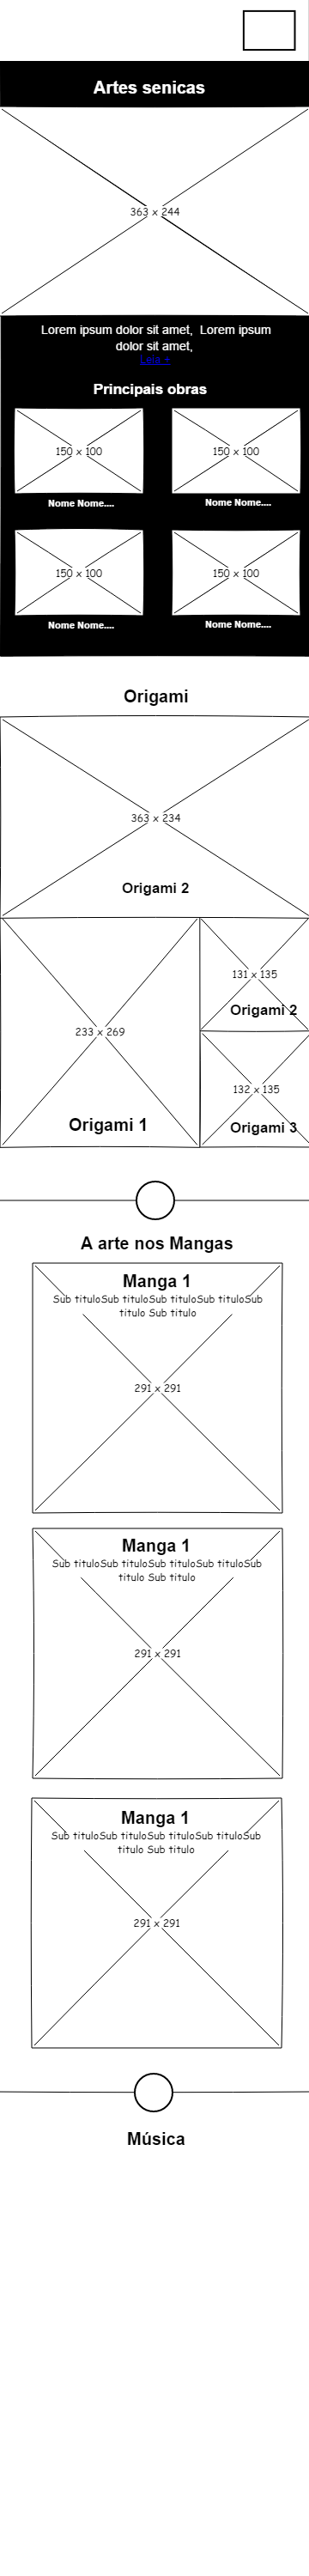 Artes senicas
363 x 244
Lorem ipsum dolor sit amet,  Lorem ipsum
dolor sit amet,
Leia +
Principais obras
150 x 100
150 x 100
Nome Nome....
Nome Nome....
150 x 100
150 x 100
Nome Nome....
Nome Nome....
Origami
363 x 234
Origami 2
131 x 135
Origami 2
233 x 269
132 x 135
Origami 1
Origami 3
A arte nos Mangas
Manga 1
Sub tituloSub tituloSub tituloSub tituloSub
titulo Sub titulo
291 x 291
Manga 1
Sub tituloSub tituloSub tituloSub tituloSub
titulo Sub titulo
291 x 291
Manga 1
Sub tituloSub tituloSub tituloSub tituloSub
titulo Sub titulo
291 x 291
Música